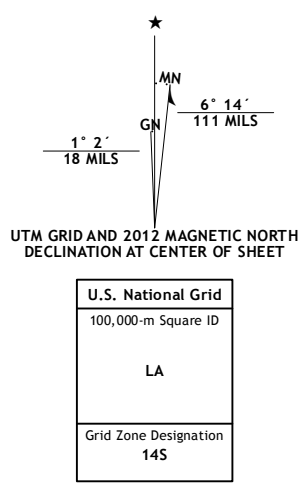 ★
MN
GN
6° 14´
111 MILS
1° 2´
18 MILS
UTM GRID AND 2012 MAGNETIC NORTH
DECLINATION AT CENTER OF SHEET
U.S. National Grid
100,000-m Square ID
LA
Grid Zone Designation
14S